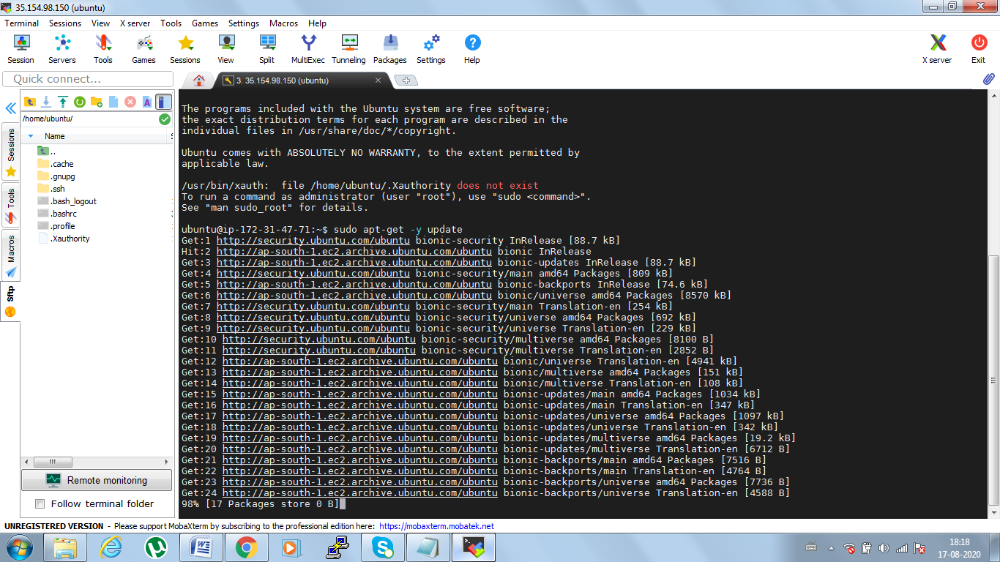 35.154.98.150 (ubuntu)
Terminal Sessions View X server Tools Games Settings Macros Help
Session Servers Tools Games Sessions View Split MultiExec Tunneling Packages Settings Help X server Exit
Quick connect...
3. 35.154.98.150 (ubuntu)
/home/ubuntu/
Name
..
.cache
.gnupg
.ssh
.bash_logout
.bashrc
.profile
.Xauthority
Sessions
Tools
Macros
Sftp
Remote monitoring
Follow terminal folder
The programs included with the Ubuntu system are free software;
the exact distribution terms for each program are described in the
individual files in /usr/share/doc/*/copyright.
Ubuntu comes with ABSOLUTELY NO WARRANTY, to the extent permitted by
applicable law.
/usr/bin/xauth:  file /home/ubuntu/.Xauthority does not exist
To run a command as administrator (user "root"), use "sudo <command>".
See "man sudo_root" for details.
ubuntu@ip-172-31-47-71:~$ sudo apt-get -y update
Get:1 http://security.ubuntu.com/ubuntu bionic-security InRelease [88.7 kB]
Hit:2 http://ap-south-1.ec2.archive.ubuntu.com/ubuntu bionic InRelease
Get:3 http://ap-south-1.ec2.archive.ubuntu.com/ubuntu bionic-updates InRelease [88.7 kB]
Get:4 http://security.ubuntu.com/ubuntu bionic-security/main amd64 Packages [809 kB]
Get:5 http://ap-south-1.ec2.archive.ubuntu.com/ubuntu bionic-backports InRelease [74.6 kB]
Get:6 http://ap-south-1.ec2.archive.ubuntu.com/ubuntu bionic/universe amd64 Packages [8570 kB]
Get:7 http://security.ubuntu.com/ubuntu bionic-security/main Translation-en [254 kB]
Get:8 http://security.ubuntu.com/ubuntu bionic-security/universe amd64 Packages [692 kB]
Get:9 http://security.ubuntu.com/ubuntu bionic-security/universe Translation-en [229 kB]
Get:10 http://security.ubuntu.com/ubuntu bionic-security/multiverse amd64 Packages [8100 B]
Get:11 http://security.ubuntu.com/ubuntu bionic-security/multiverse Translation-en [2852 B]
Get:12 http://ap-south-1.ec2.archive.ubuntu.com/ubuntu bionic/universe Translation-en [4941 kB]
Get:13 http://ap-south-1.ec2.archive.ubuntu.com/ubuntu bionic/multiverse amd64 Packages [151 kB]
Get:14 http://ap-south-1.ec2.archive.ubuntu.com/ubuntu bionic/multiverse Translation-en [108 kB]
Get:15 http://ap-south-1.ec2.archive.ubuntu.com/ubuntu bionic-updates/main amd64 Packages [1034 kB]
Get:16 http://ap-south-1.ec2.archive.ubuntu.com/ubuntu bionic-updates/main Translation-en [347 kB]
Get:17 http://ap-south-1.ec2.archive.ubuntu.com/ubuntu bionic-updates/universe amd64 Packages [1097 kB]
Get:18 http://ap-south-1.ec2.archive.ubuntu.com/ubuntu bionic-updates/universe Translation-en [342 kB]
Get:19 http://ap-south-1.ec2.archive.ubuntu.com/ubuntu bionic-updates/multiverse amd64 Packages [19.2 kB]
Get:20 http://ap-south-1.ec2.archive.ubuntu.com/ubuntu bionic-updates/multiverse Translation-en [6712 B]
Get:21 http://ap-south-1.ec2.archive.ubuntu.com/ubuntu bionic-backports/main amd64 Packages [7516 B]
Get:22 http://ap-south-1.ec2.archive.ubuntu.com/ubuntu bionic-backports/main Translation-en [4764 B]
Get:23 http://ap-south-1.ec2.archive.ubuntu.com/ubuntu bionic-backports/universe amd64 Packages [7736 B]
Get:24 http://ap-south-1.ec2.archive.ubuntu.com/ubuntu bionic-backports/universe Translation-en [4588 B]
98% [17 Packages store 0 B]
UNREGISTERED VERSION - Please support MobaXterm by subscribing to the professional edition here: https://mobaxterm.mobatek.net
18:18
17-08-2020